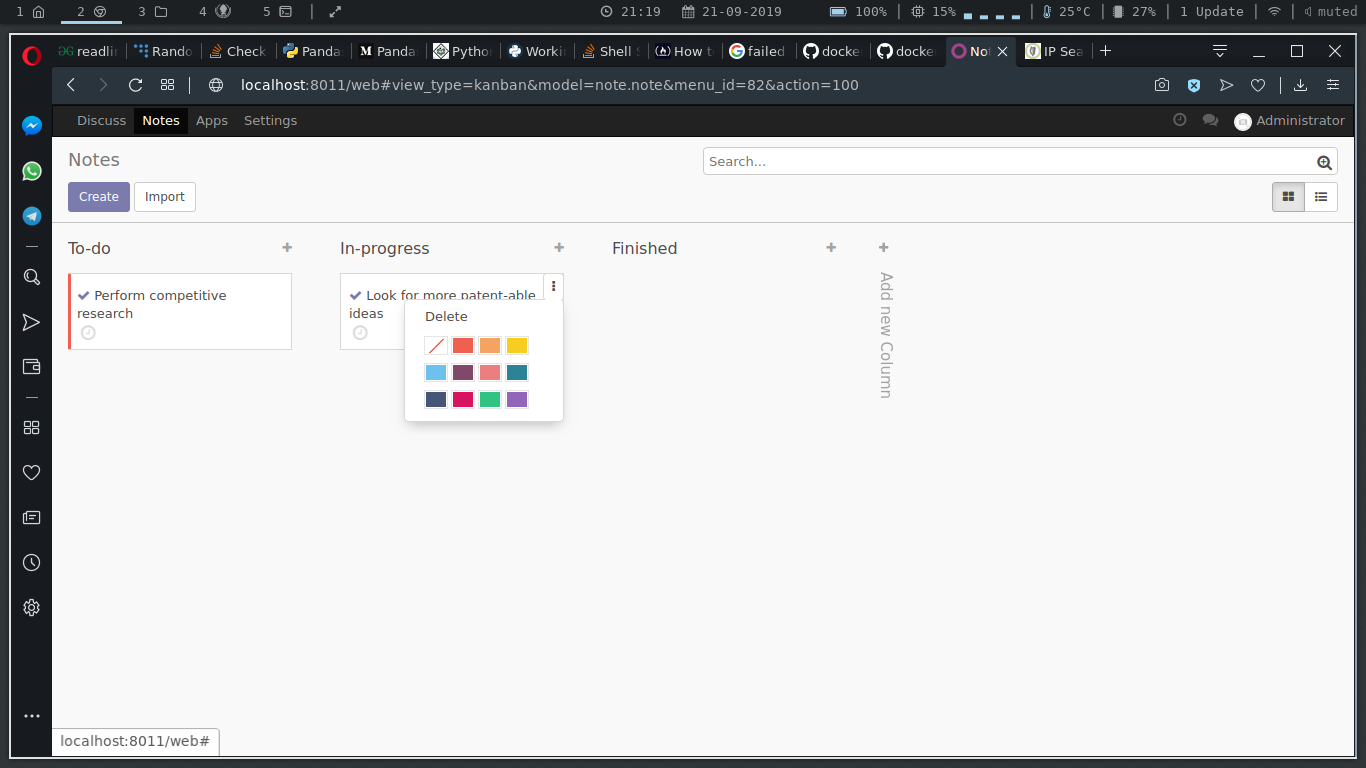 1 2 3 4 5 21:19 21-09-2019 100% 15% 25°C 27% 1 Update muted
readlin Rando Check Panda Panda Pytho Worki Shell S How t failed docke docke Not IP Sea
localhost:8011/web#view_type=kanban&model=note.note&menu_id=82&action=100
Discuss Notes Apps Settings Administrator
Notes Search...
Create Import
To-do In-progress Finished
Add new Column
Perform competitive
research
Look for more patent-able
ideas
Delete
localhost:8011/web#